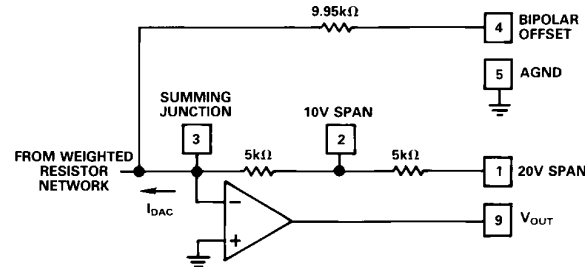 9.95kΩ
4
BIPOLAR
OFFSET
5
AGND
SUMMING
JUNCTION
10V SPAN
3
2
FROM WEIGHTED
RESISTOR
NETWORK
5kΩ
5kΩ
1
20V SPAN
IDAC
−
+
9
VOUT